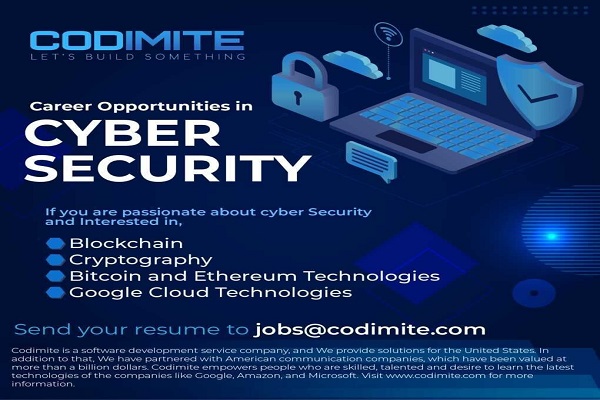 CODIMITE
LET'S BUILD SOMETHING
Career Opportunities in
CYBER
SECURITY
If you are passionate about cyber Security
and Interested in,
Blockchain
Cryptography
Bitcoin and Ethereum Technologies
Google Cloud Technologies
Send your resume to jobs@codimite.com
Codimite is a software development service company, and We provide solutions for the United States. In
addition to that, We have partnered with American communication companies, which have been valued at
more than a billion dollars. Codimite empowers people who are skilled, talented and desire to learn the latest
technologies of the companies like Google, Amazon, and Microsoft. Visit www.codimite.com for more
information.